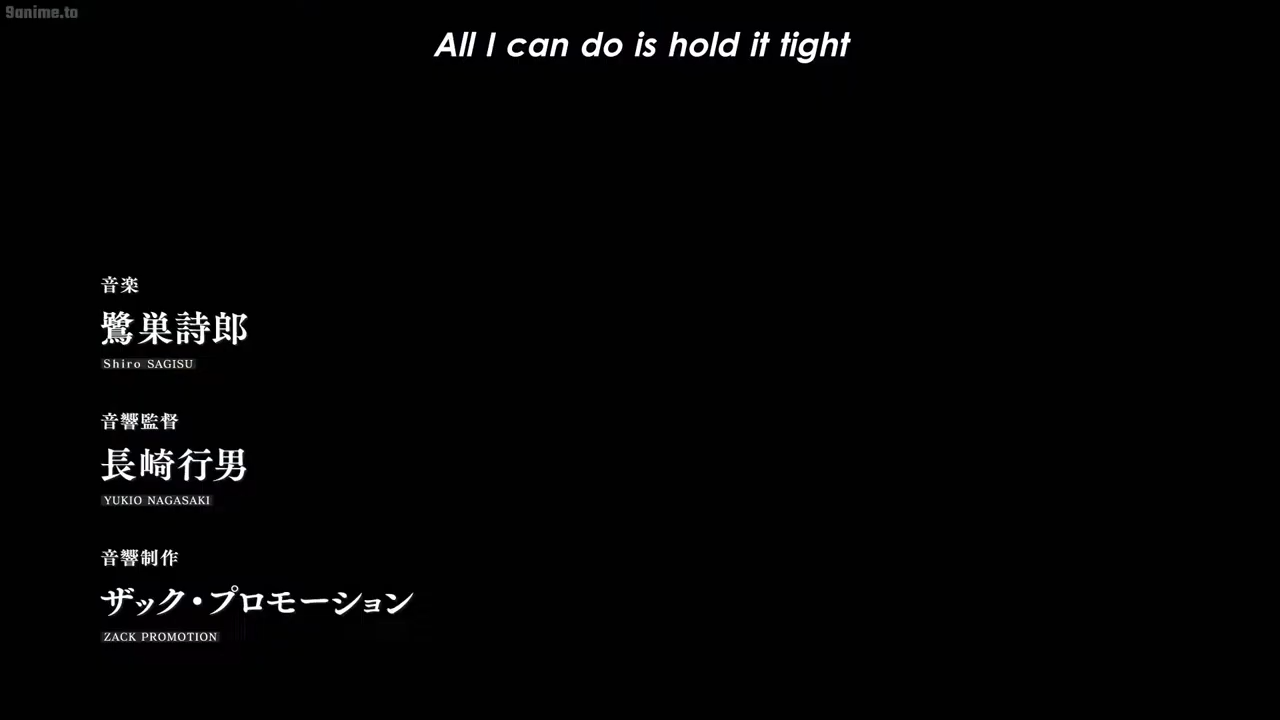 9anime.to
All I can do is hold it tight
音楽
鷺巣詩郎
Shiro SAGISU
音響監督
長崎行男
YUKIO NAGASAKI
音響制作
ザック・プロモーション
ZACK PROMOTION